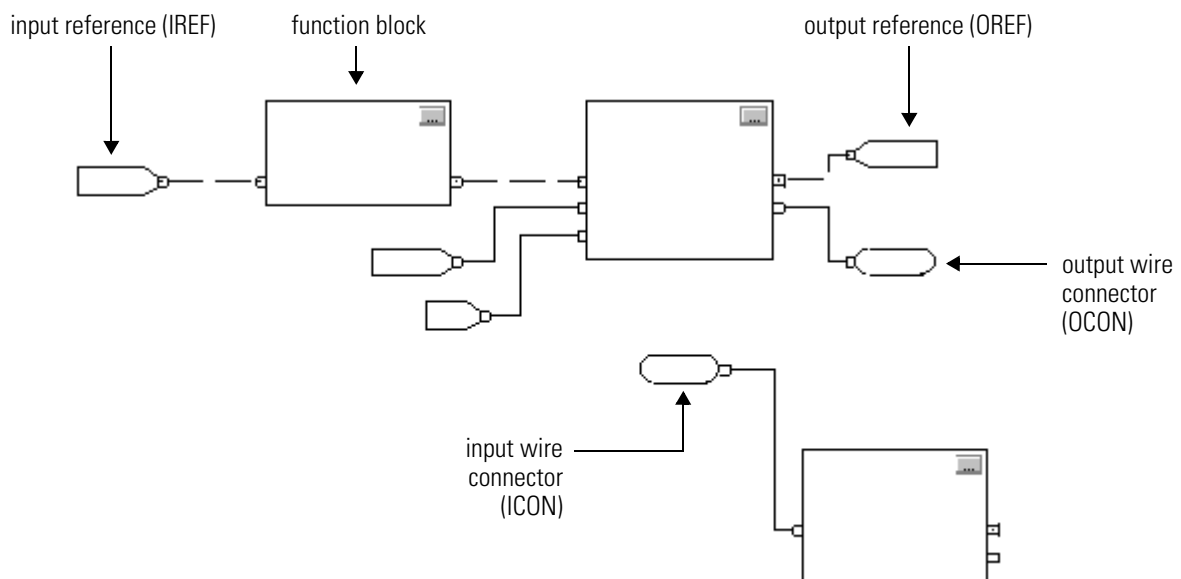 input reference (IREF)
function block
output reference (OREF)
...
...
output wire
connector
(OCON)
input wire
connector
(ICON)
...